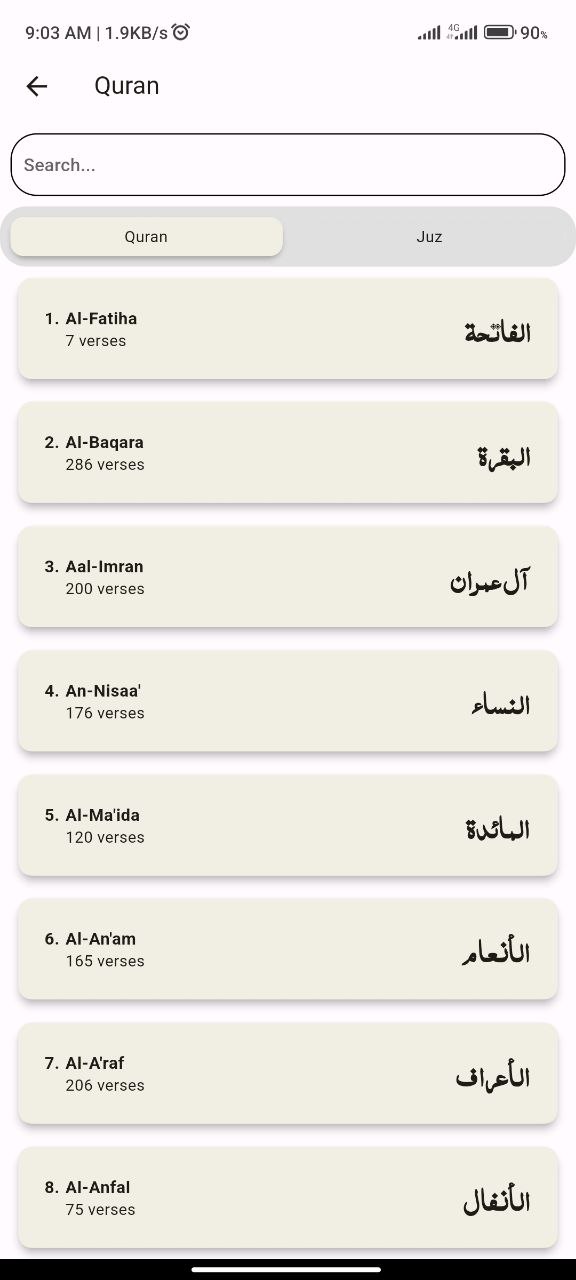 9:03 AM | 1.9KB/s 4G 90%
Quran
Search...
Quran Juz
1. Al-Fatiha
7 verses
الفاتحة
2. Al-Baqara
286 verses
البقرة
3. Aal-Imran
200 verses
آل عمران
4. An-Nisaa'
176 verses
النساء
5. Al-Ma'ida
120 verses
المائدة
6. Al-An'am
165 verses
الأنعام
7. Al-A'raf
206 verses
الأعراف
8. Al-Anfal
75 verses
الأنفال